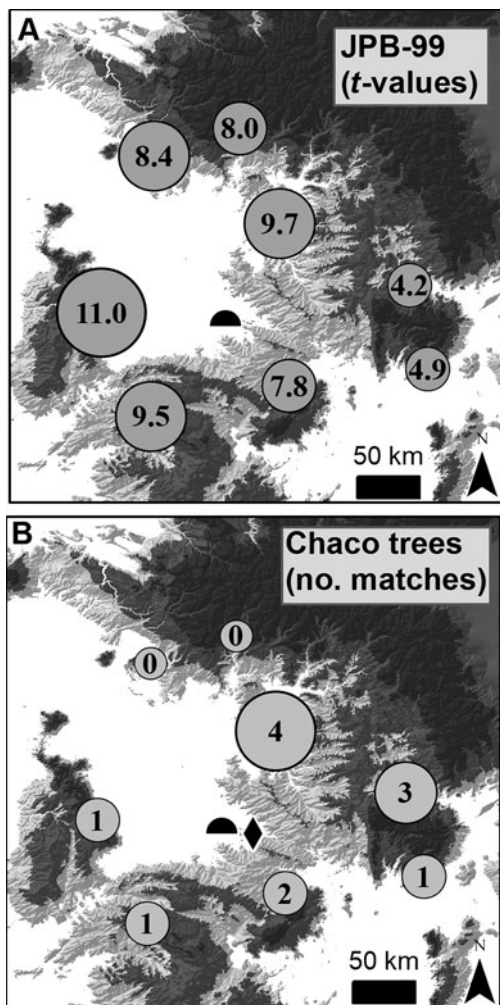 A
JPB-99
(t-values)
8.0
8.4
9.7
4.2
11.0
4.9
7.8
9.5
50 km
N
B
Chaco trees
(no. matches)
0
0
4
3
1
1
2
1
50 km
N